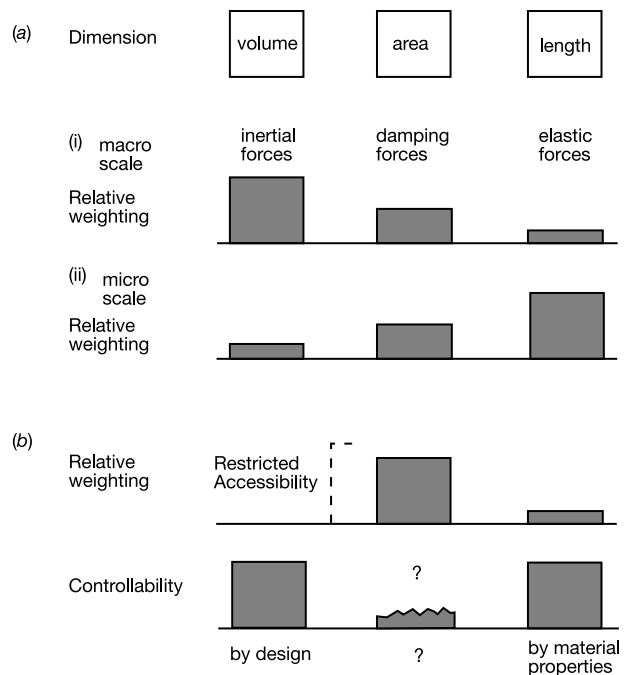 (a)
Dimension
volume
area
length
(i) macro scale
inertial forces
damping forces
elastic forces
Relative weighting
(ii) micro scale
Relative weighting
(b)
Relative weighting
Restricted Accessibility
Controllability
?
by design
?
by material properties